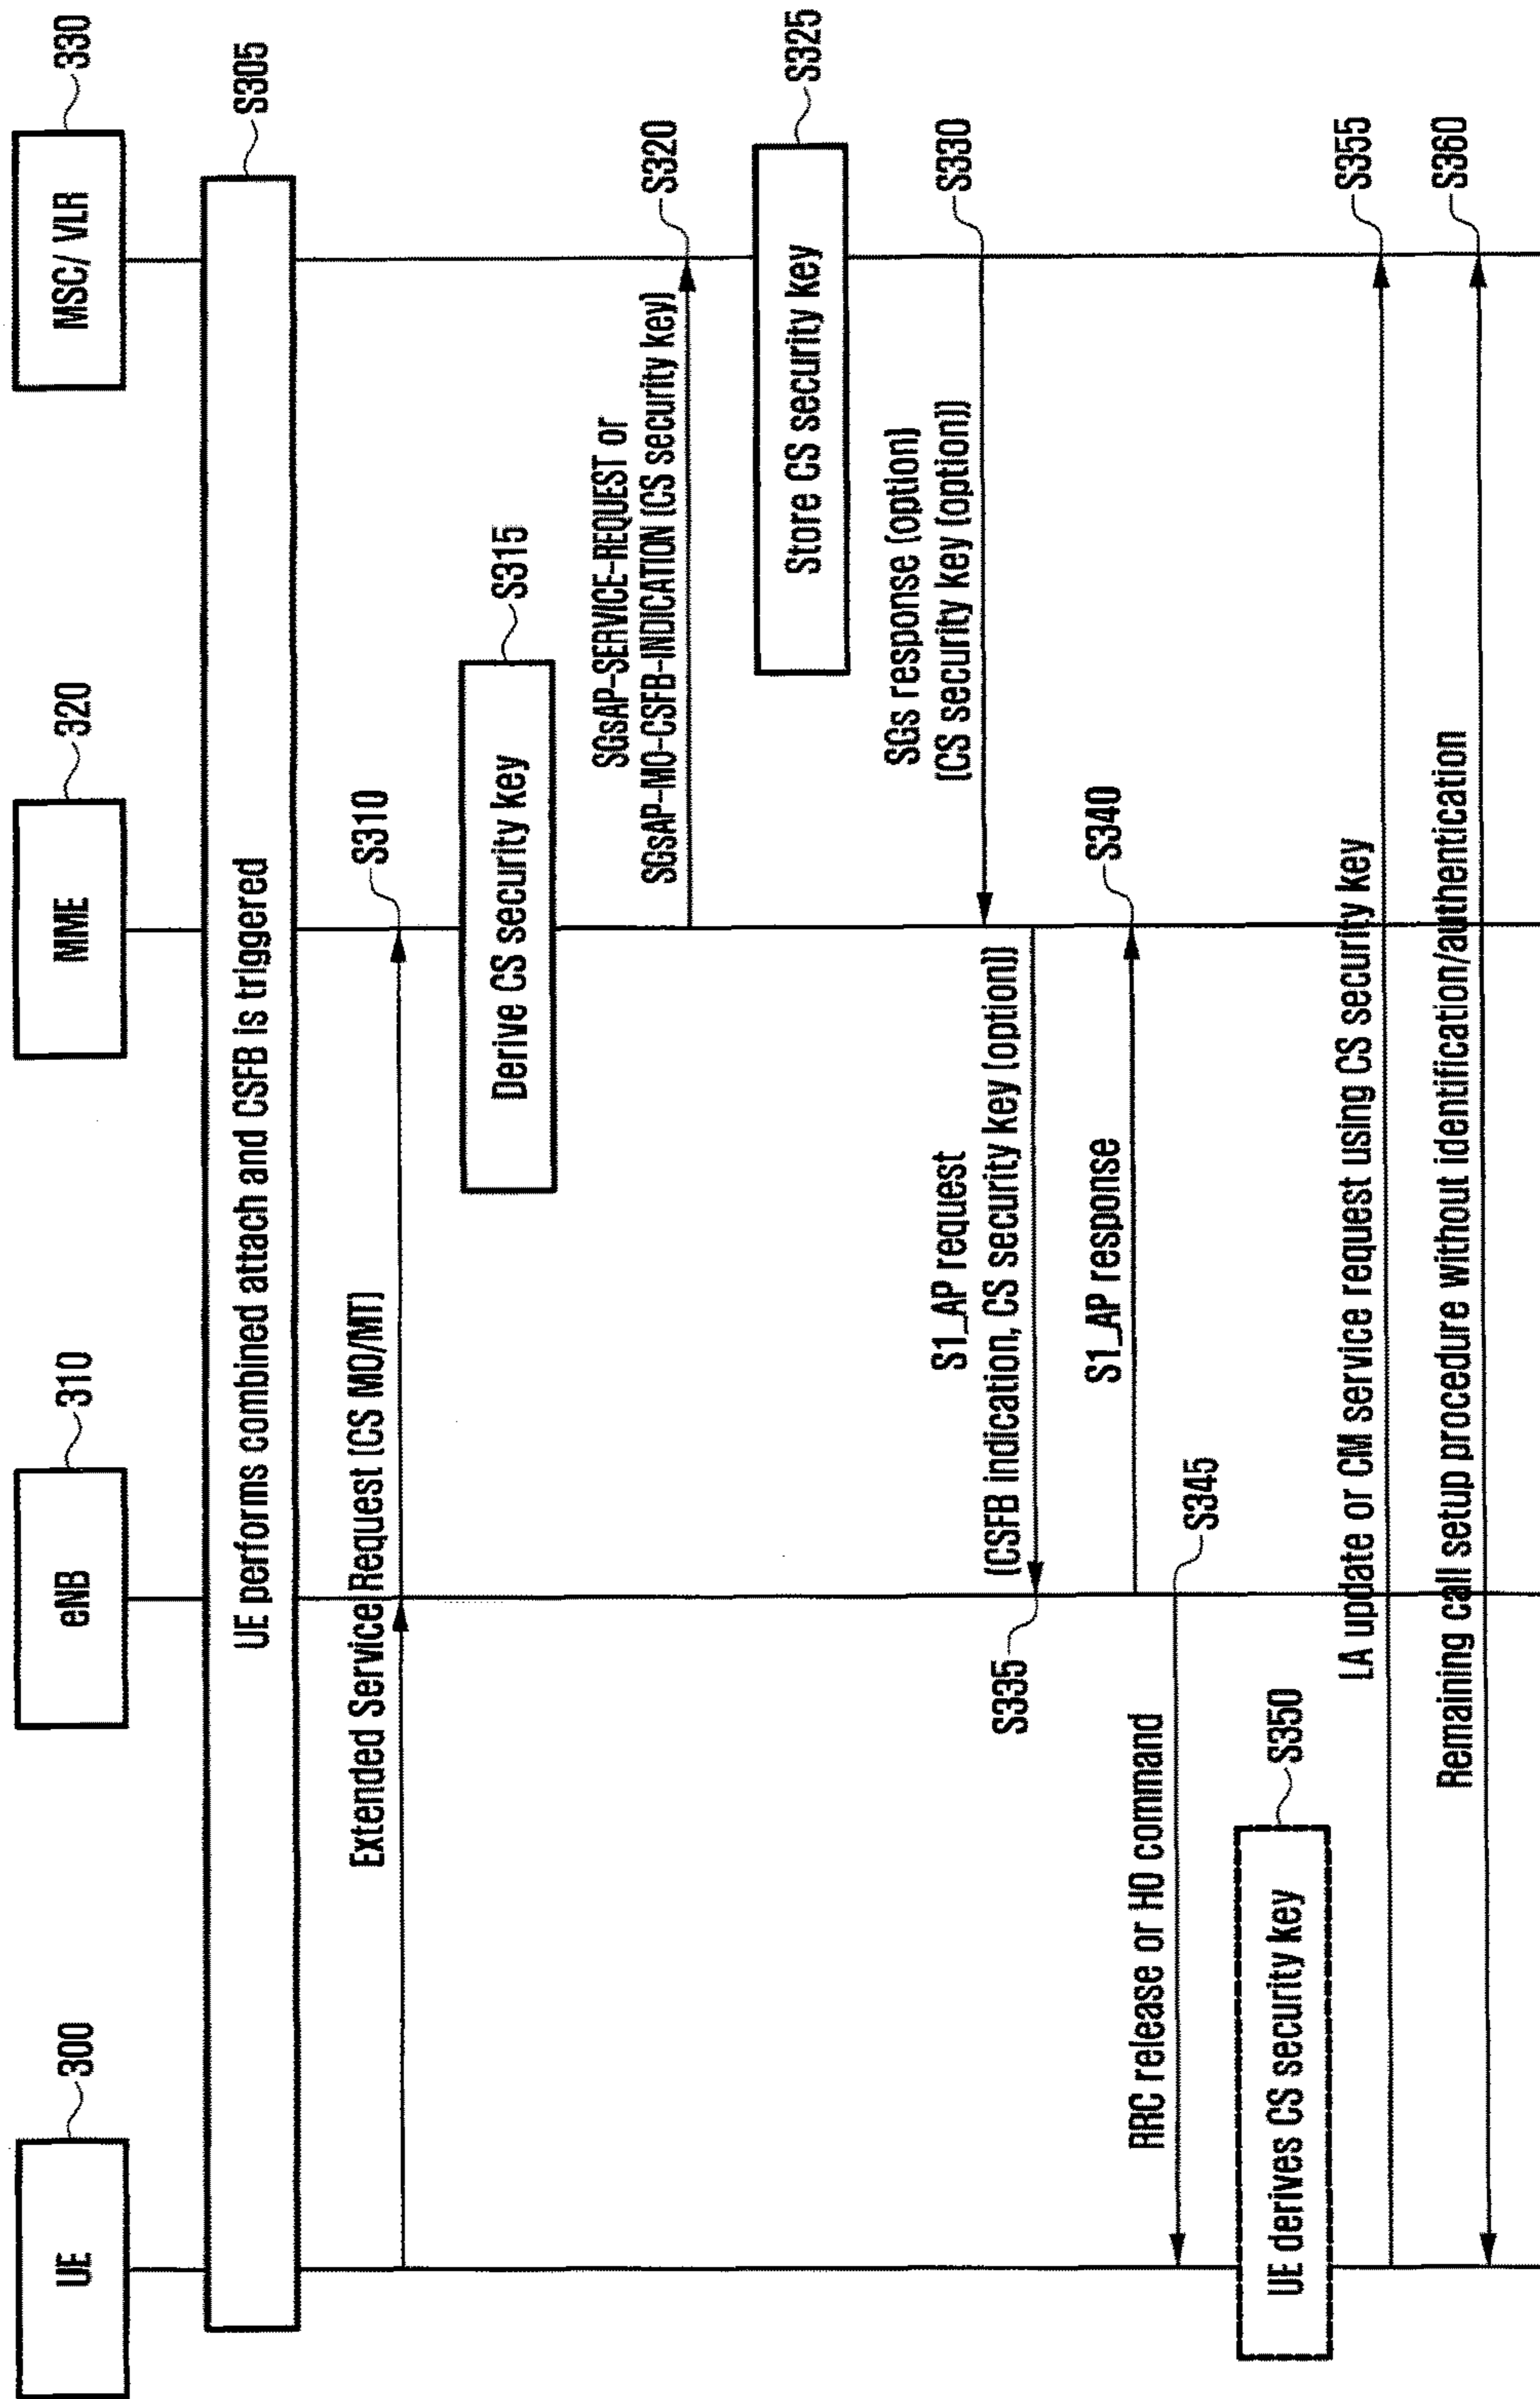 UE
300
eNB
310
MME
320
MSC/ VLR
330
UE performs combined attach and CSFB is triggered
S305
Extended Service Request (CS MO/MT)
S310
Derive CS security key
S315
SGsAP-SERVICE-REQUEST or
SGsAP-MO-CSFB-INDICATION (CS security key)
S320
Store CS security key
S325
SGs response (option)
(CS security key (option))
S330
S1_AP request
(CSFB indication, CS security key (option))
S335
S1_AP response
S340
RRC release or HO command
S345
UE derives CS security key
S350
LA update or CM service request using CS security key
S355
Remaining call setup procedure without identification/authentication
S360